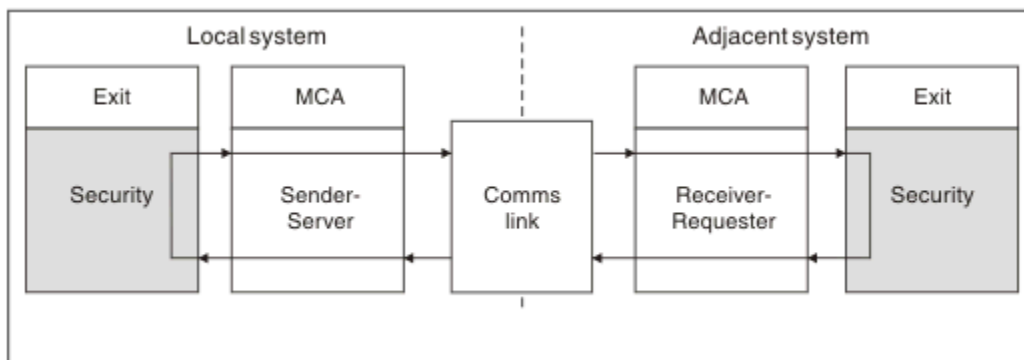 Local system
Adjacent system
Exit
MCA
MCA
Exit
Security
Sender-
Server
Comms
link
Receiver-
Requester
Security